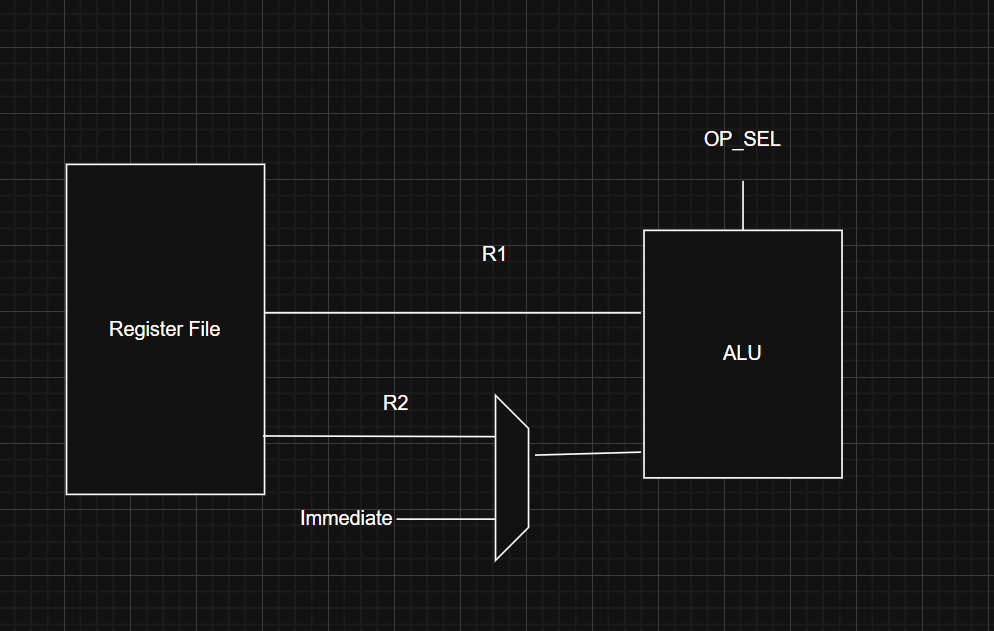 OP_SEL
R1
Register File
ALU
R2
Immediate